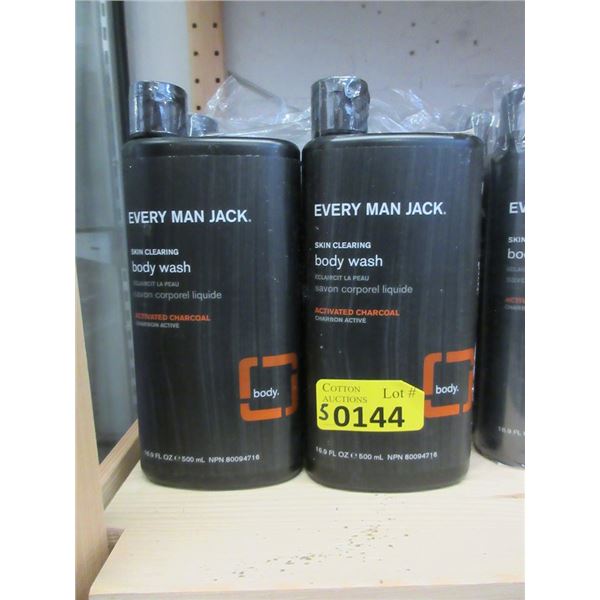 EVERY MAN JACK.
SKIN CLEARING
body wash
ÉCLAIRCIT LA PEAU
savon corporel liquide
ACTIVATED CHARCOAL
CHARBON ACTIVÉ
body.
16.9 FL OZ ℮ 500 mL NPN 80094716
EVERY MAN JACK.
SKIN CLEARING
body wash
ÉCLAIRCIT LA PEAU
savon corporel liquide
ACTIVATED CHARCOAL
CHARBON ACTIVÉ
body.
COTTON
AUCTIONS
Lot #
5 0144
16.9 FL OZ ℮ 500 mL NPN 80094716